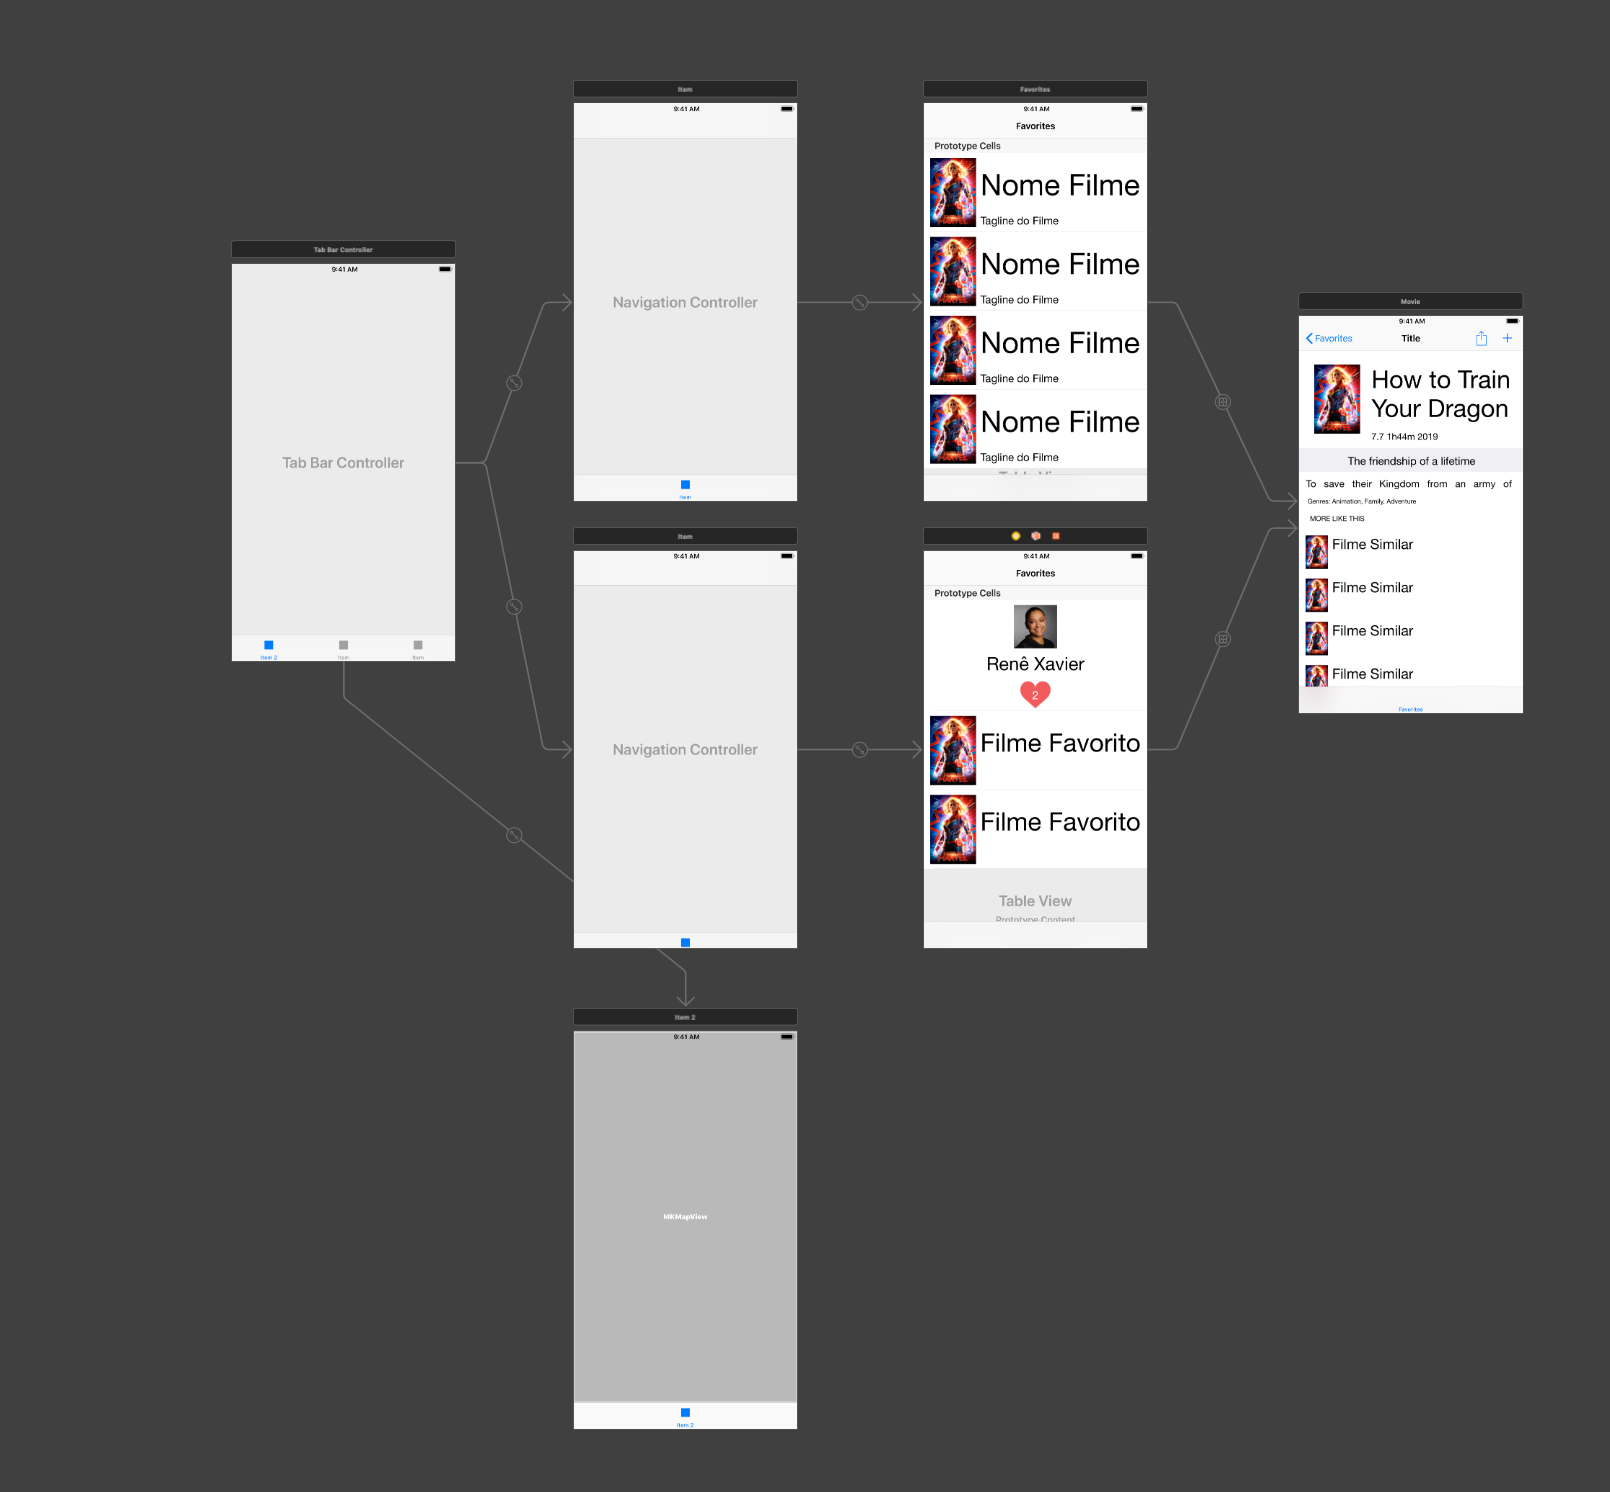 Tab Bar Controller
9:41 AM
Tab Bar Controller
Item 2
Item
Item
Item
9:41 AM
Navigation Controller
Item
Favorites
9:41 AM
Favorites
Prototype Cells
Nome Filme
Tagline do Filme
Nome Filme
Tagline do Filme
Nome Filme
Tagline do Filme
Nome Filme
Tagline do Filme
Item
9:41 AM
Navigation Controller
9:41 AM
Favorites
Prototype Cells
Renê Xavier
2
Filme Favorito
Filme Favorito
Table View
Prototype Content
Movie
9:41 AM
Favorites
Title
How to Train
Your Dragon
7.7 1h44m 2019
The friendship of a lifetime
To save their Kingdom from an army of
Genres: Animation, Family, Adventure
MORE LIKE THIS
Filme Similar
Filme Similar
Filme Similar
Filme Similar
Favorites
Item 2
9:41 AM
MKMapView
Item 2